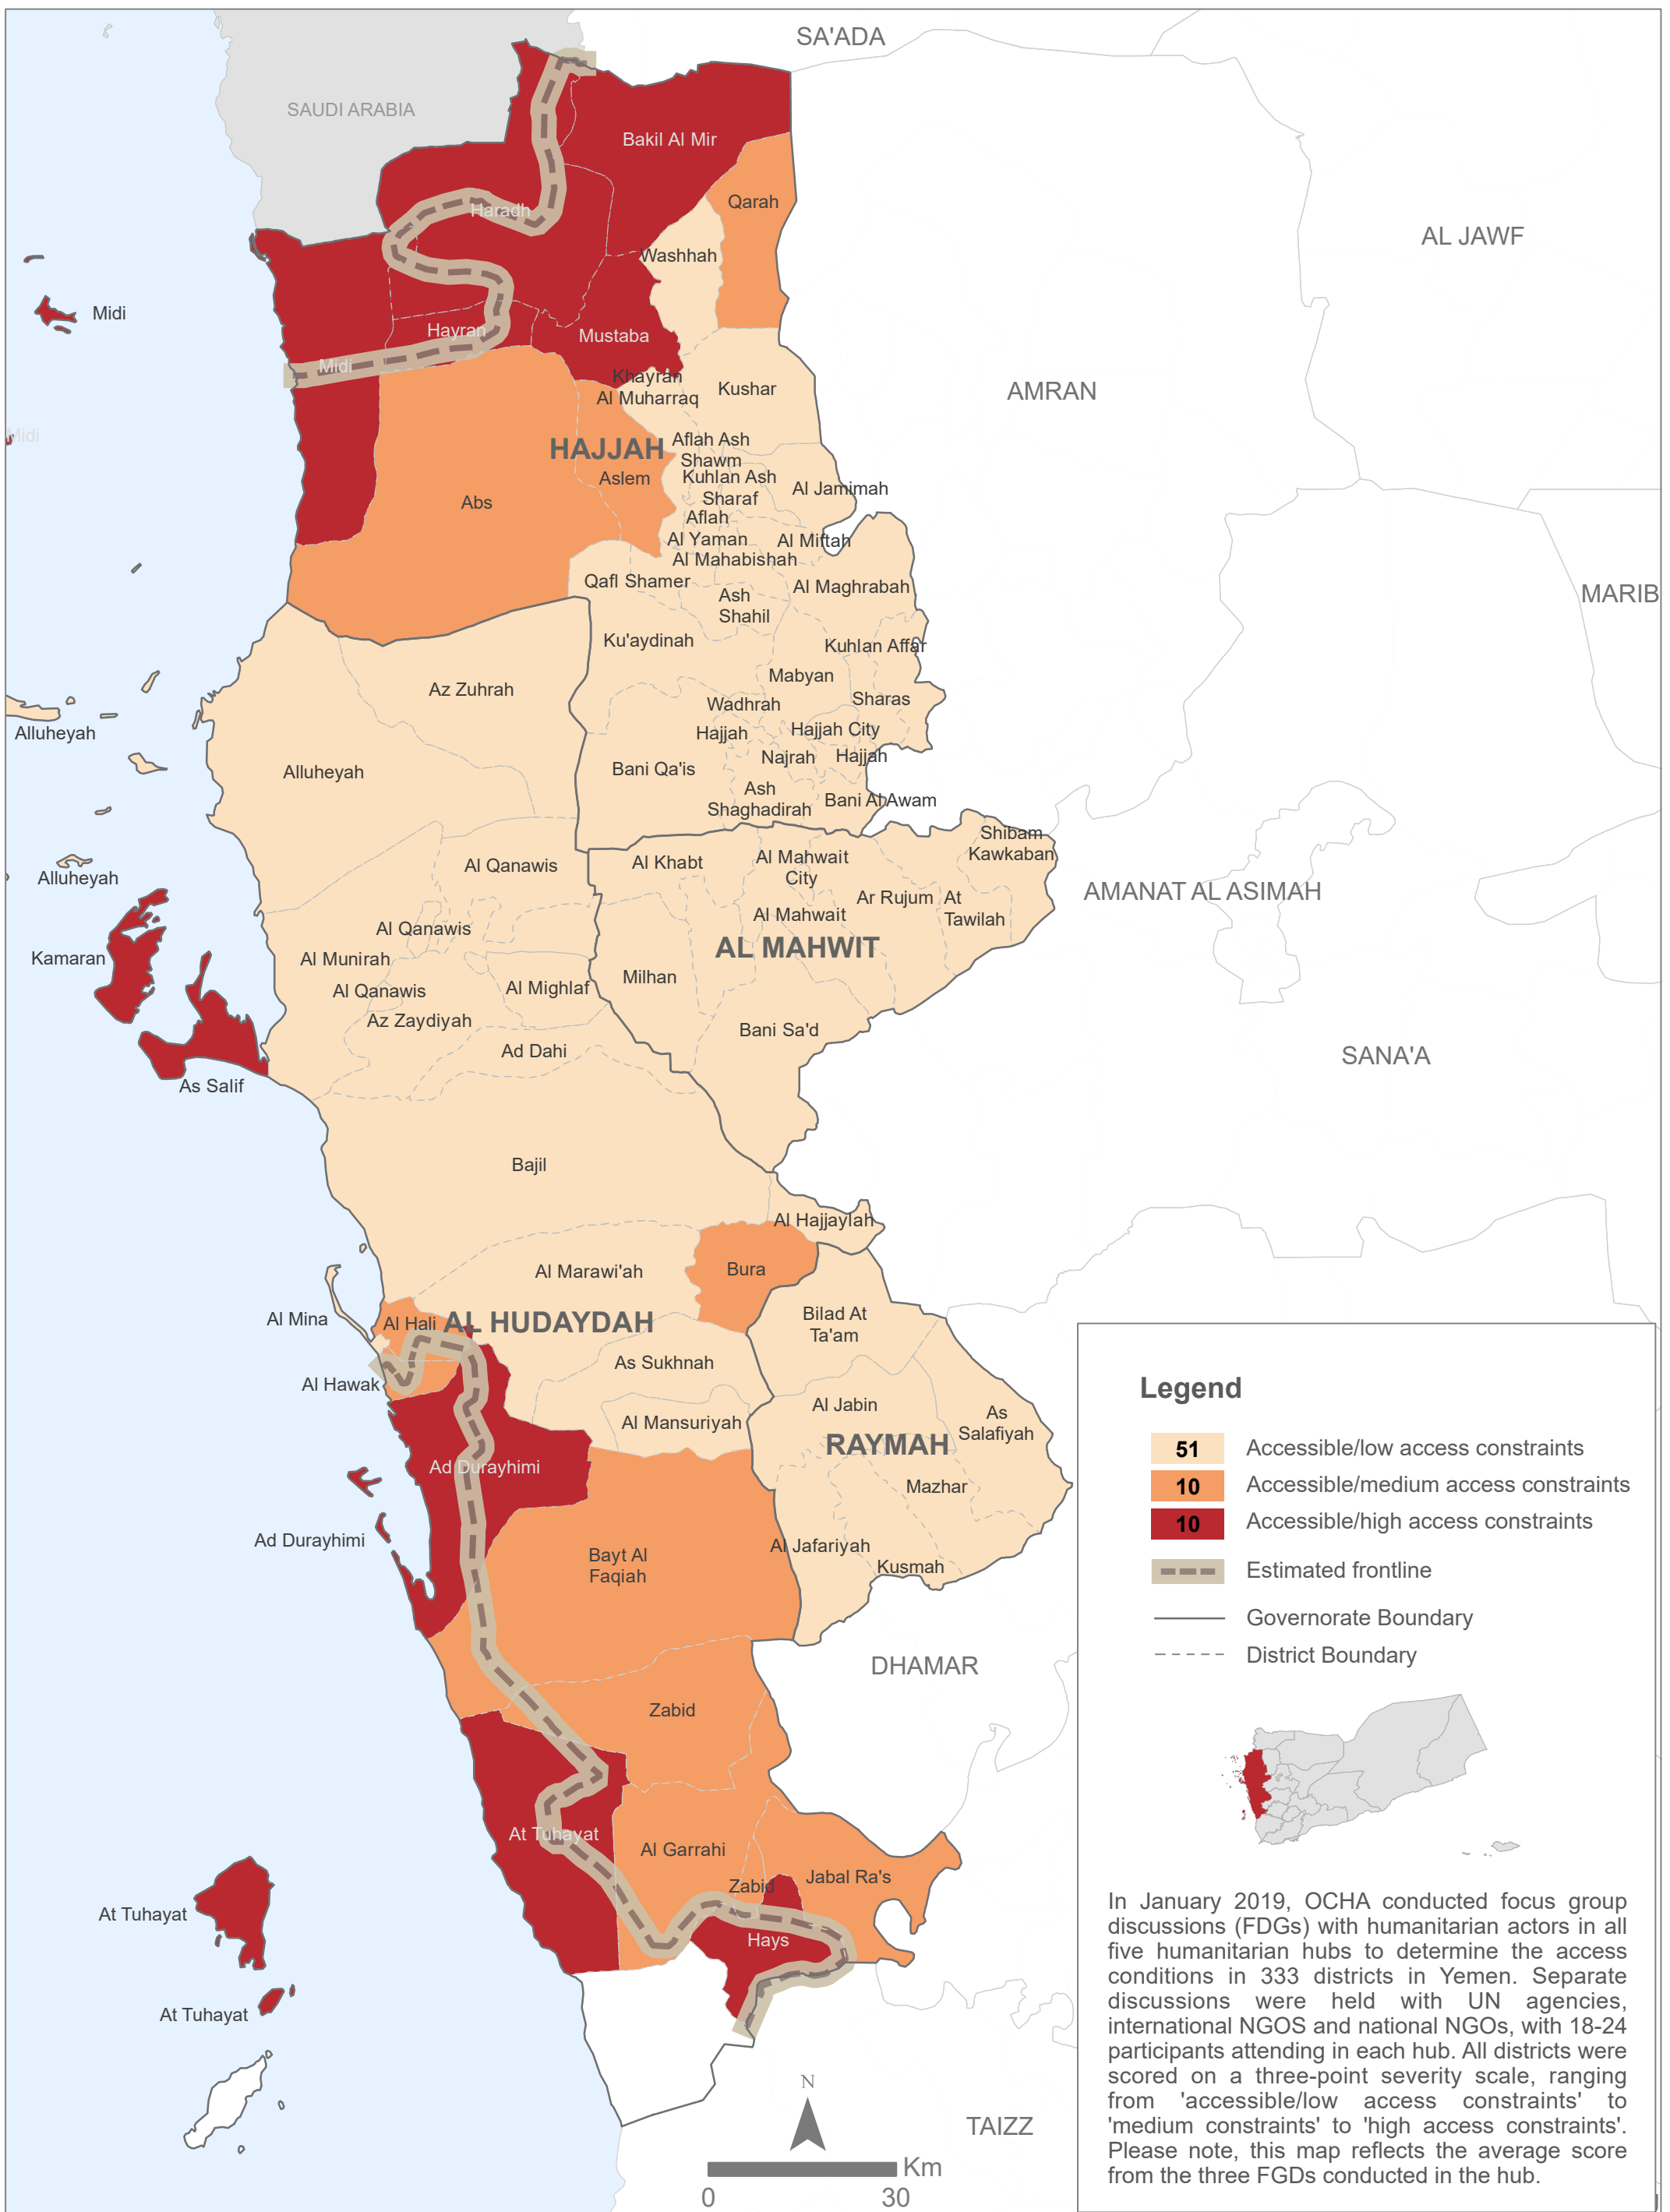 SA'ADA
SAUDI ARABIA
Bakil Al Mir
Qarah
Haradh
AL JAWF
Washhah
Midi
Hayran
Mustaba
Midi
Khayran
Al Muharraq
Kushar
AMRAN
Midi
HAJJAH
Aflah Ash
Shawm
Aslem
Kuhlan Ash
Sharaf
Al Jamimah
Abs
Aflah
Al Yaman
Al Miftah
Al Mahabishah
Qafl Shamer
Al Maghrabah
MARIB
Ash
Shahil
Ku'aydinah
Kuhlan Affar
Mabyan
Az Zuhrah
Sharas
Wadhrah
Alluheyah
Hajjah
Hajjah City
Najrah
Hajjah
Alluheyah
Bani Qa'is
Ash
Shaghadirah
Bani Al Awam
Shibam
Kawkaban
Al Qanawis
Al Khabt
Al Mahwait
City
Alluheyah
Ar Rujum
At
Tawilah
AMANAT AL ASIMAH
Al Mahwait
Al Qanawis
AL MAHWIT
Kamaran
Al Munirah
Milhan
Al Qanawis
Al Mighlaf
Az Zaydiyah
Bani Sa'd
Ad Dahi
SANA'A
As Salif
Bajil
Al Hajjaylah
Al Marawi'ah
Bura
Al Mina
Al Hali
AL HUDAYDAH
Bilad At
Ta'am
As Sukhnah
Al Hawak
Al Jabin
As
Salafiyah
Al Mansuriyah
RAYMAH
Ad Durayhimi
Mazhar
Ad Durayhimi
Al Jafariyah
Bayt Al
Faqiah
Kusmah
DHAMAR
Zabid
At Tuhayat
Al Garrahi
Jabal Ra's
Zabid
At Tuhayat
Hays
At Tuhayat
TAIZZ
N
Km
0 30
Legend
51 Accessible/low access constraints
10 Accessible/medium access constraints
10 Accessible/high access constraints
Estimated frontline
Governorate Boundary
District Boundary
In January 2019, OCHA conducted focus group
discussions (FDGs) with humanitarian actors in all
five humanitarian hubs to determine the access
conditions in 333 districts in Yemen. Separate
discussions were held with UN agencies,
international NGOS and national NGOs, with 18-24
participants attending in each hub. All districts were
scored on a three-point severity scale, ranging
from 'accessible/low access constraints' to
'medium constraints' to 'high access constraints'.
Please note, this map reflects the average score
from the three FGDs conducted in the hub.